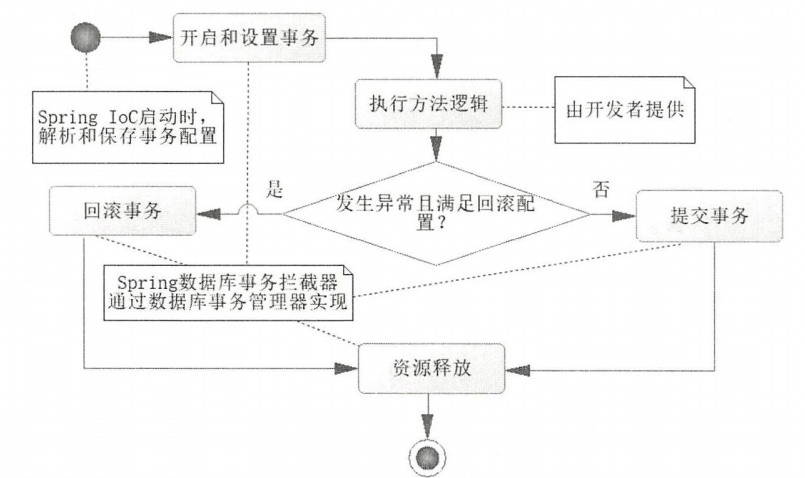 开启和设置事务
Spring IoC启动时，
解析和保存事务配置
执行方法逻辑
由开发者提供
是
发生异常且满足回滚配
置？
否
回滚事务
提交事务
Spring数据库事务拦截器
通过数据库事务管理器实现
资源释放